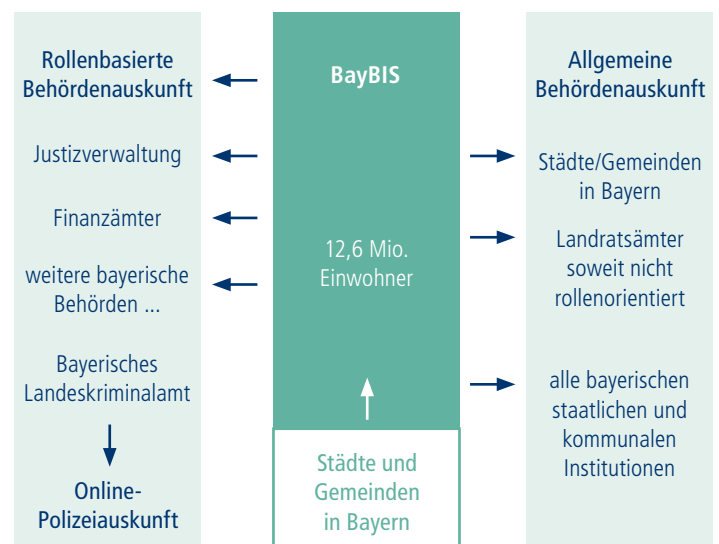 Rollenbasierte
Behördenauskunft
Justizverwaltung
Finanzämter
weitere bayerische
Behörden ...
Bayerisches
Landeskriminalamt
Online-
Polizeiauskunft
BayBIS
12,6 Mio.
Einwohner
Städte und
Gemeinden
in Bayern
Allgemeine
Behördenauskunft
Städte/Gemeinden
in Bayern
Landratsämter
soweit nicht
rollenorientiert
alle bayerischen
staatlichen und
kommunalen
Institutionen